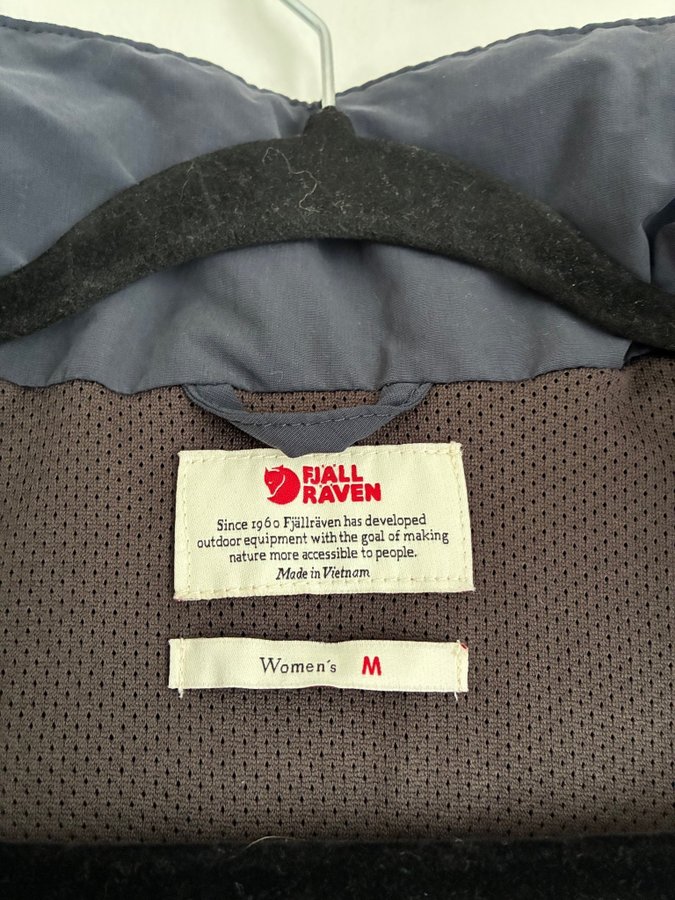 FJÄLL
RÄVEN
Since 1960 Fjällräven has developed
outdoor equipment with the goal of making
nature more accessible to people.
Made in Vietnam
Women's M